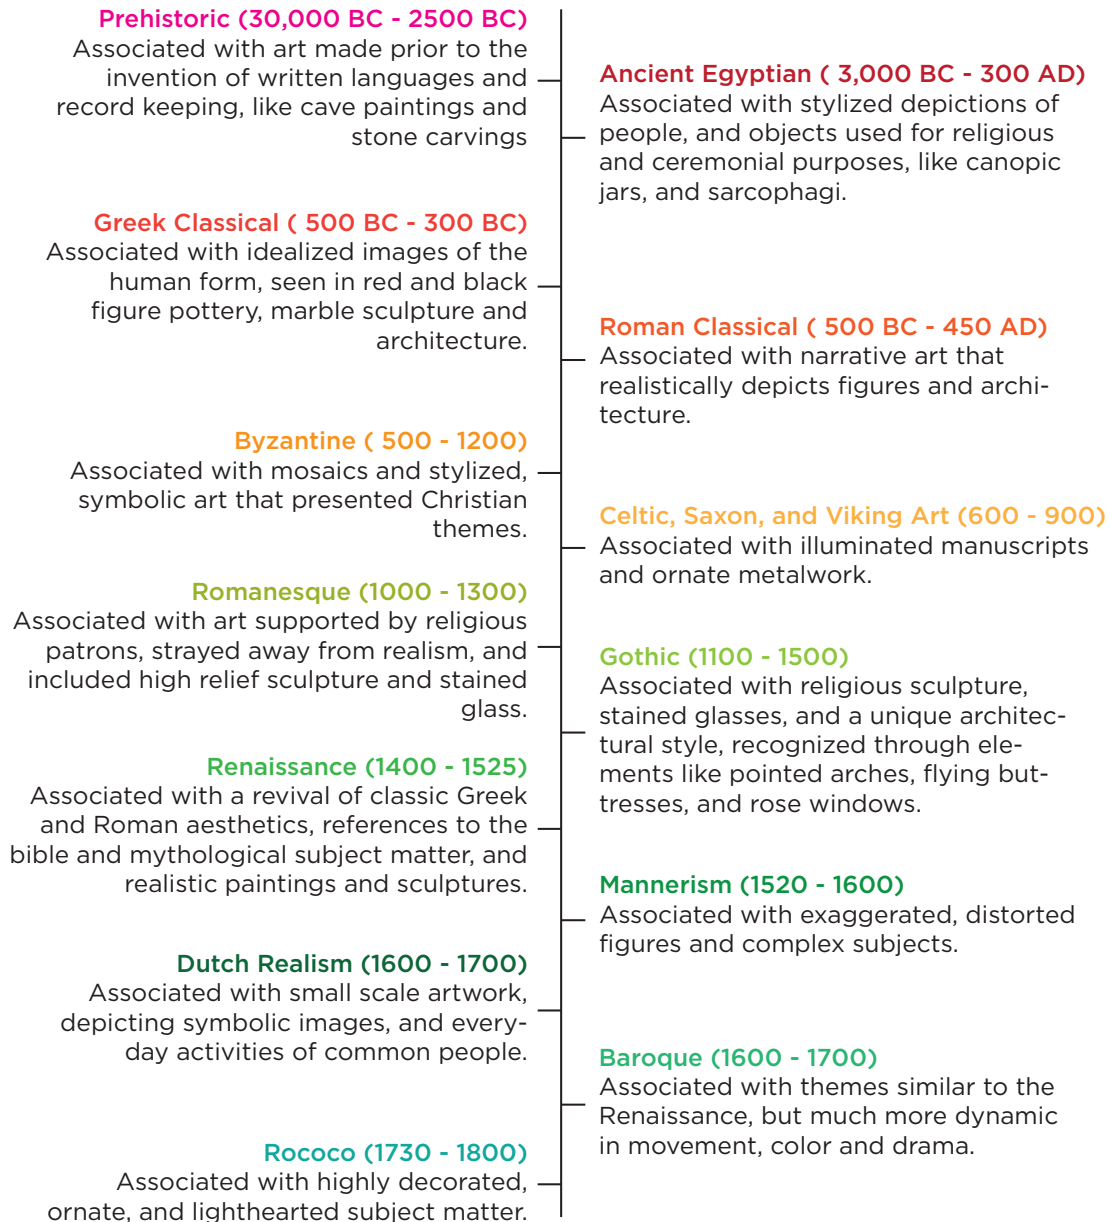 Prehistoric (30,000 BC - 2500 BC)
Associated with art made prior to the
invention of written languages and
record keeping, like cave paintings and
stone carvings
Ancient Egyptian ( 3,000 BC - 300 AD)
Associated with stylized depictions of
people, and objects used for religious
and ceremonial purposes, like canopic
jars, and sarcophagi.
Greek Classical ( 500 BC - 300 BC)
Associated with idealized images of the
human form, seen in red and black
figure pottery, marble sculpture and
architecture.
Roman Classical ( 500 BC - 450 AD)
Associated with narrative art that
realistically depicts figures and archi-
tecture.
Byzantine ( 500 - 1200)
Associated with mosaics and stylized,
symbolic art that presented Christian
themes.
Celtic, Saxon, and Viking Art (600 - 900)
Associated with illuminated manuscripts
and ornate metalwork.
Romanesque (1000 - 1300)
Associated with art supported by religious
patrons, strayed away from realism, and
included high relief sculpture and stained
glass.
Gothic (1100 - 1500)
Associated with religious sculpture,
stained glasses, and a unique architec-
tural style, recognized through ele-
ments like pointed arches, flying but-
tresses, and rose windows.
Renaissance (1400 - 1525)
Associated with a revival of classic Greek
and Roman aesthetics, references to the
bible and mythological subject matter, and
realistic paintings and sculptures.
Mannerism (1520 - 1600)
Associated with exaggerated, distorted
figures and complex subjects.
Dutch Realism (1600 - 1700)
Associated with small scale artwork,
depicting symbolic images, and every-
day activities of common people.
Baroque (1600 - 1700)
Associated with themes similar to the
Renaissance, but much more dynamic
in movement, color and drama.
Rococo (1730 - 1800)
Associated with highly decorated,
ornate, and lighthearted subject matter.